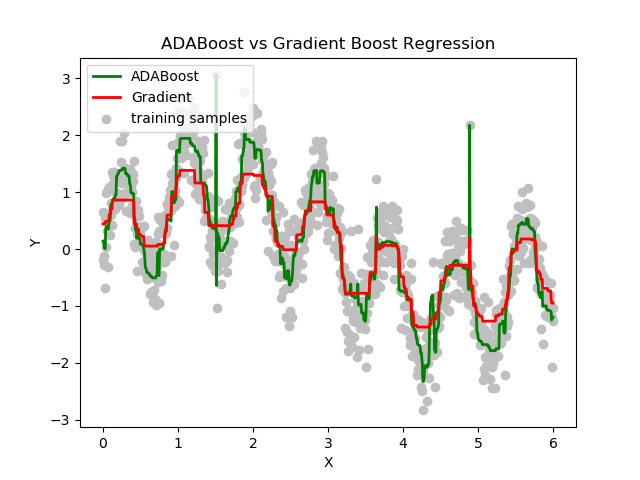 ADABoost vs Gradient Boost Regression
ADABoost
Gradient
training samples
Y
3
2
1
0
−1
−2
−3
0 1 2 3 4 5 6
X